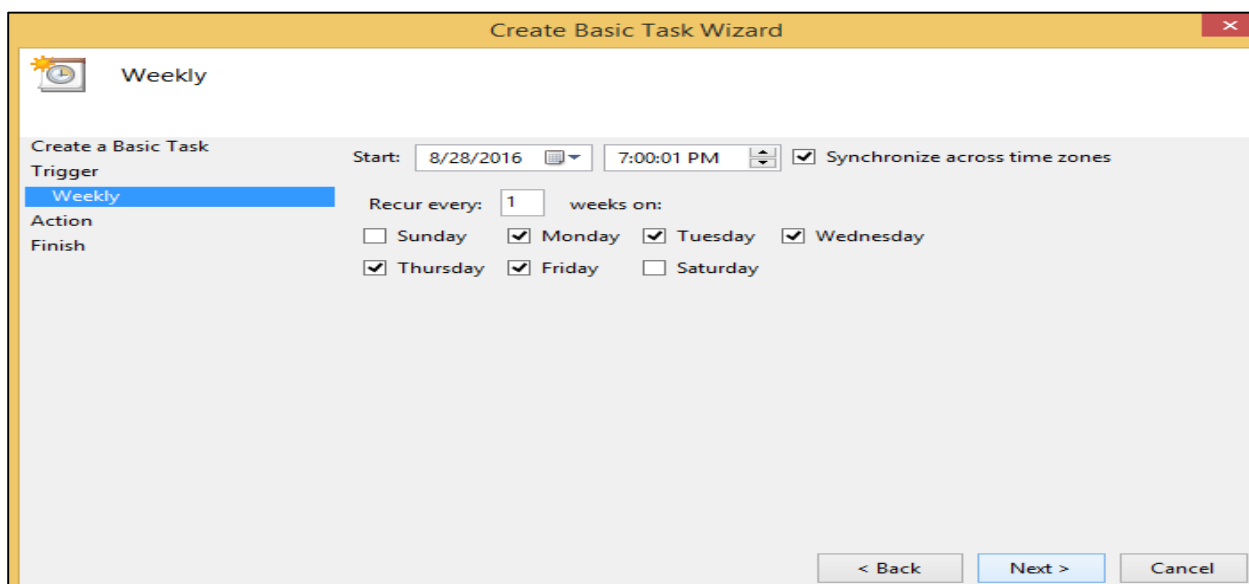 Create Basic Task Wizard
Weekly
Create a Basic Task
Trigger
Weekly
Action
Finish
Start: 8/28/2016 7:00:01 PM Synchronize across time zones
Recur every: 1 weeks on:
Sunday Monday Tuesday Wednesday
Thursday Friday Saturday
< Back Next > Cancel